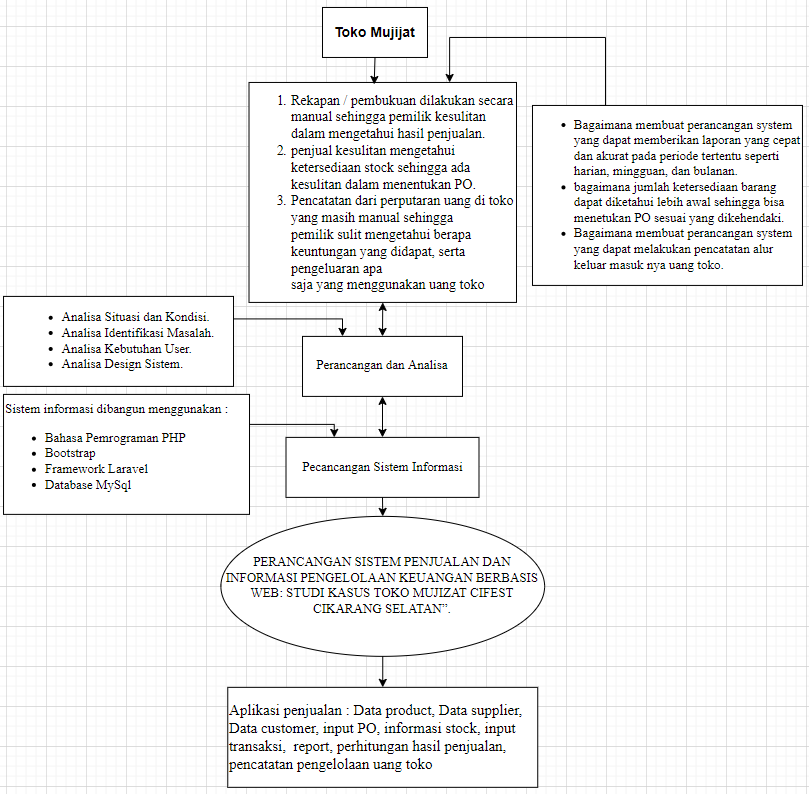 Toko Mujijat
1. Rekapan / pembukuan dilakukan secara
manual sehingga pemilik kesulitan
dalam mengetahui hasil penjualan.
2. penjual kesulitan mengetahui
ketersediaan stock sehingga ada
kesulitan dalam menentukan PO.
3. Pencatatan dari perputaran uang di toko
yang masih manual sehingga
pemilik sulit mengetahui berapa
keuntungan yang didapat, serta
pengeluaran apa
saja yang menggunakan uang toko
• Bagaimana membuat perancangan system
yang dapat memberikan laporan yang cepat
dan akurat pada periode tertentu seperti
harian, mingguan, dan bulanan.
• bagaimana jumlah ketersediaan barang
dapat diketahui lebih awal sehingga bisa
menetukan PO sesuai yang dikehendaki.
• Bagaimana membuat perancangan system
yang dapat melakukan pencatatan alur
keluar masuk nya uang toko.
• Analisa Situasi dan Kondisi.
• Analisa Identifikasi Masalah.
• Analisa Kebutuhan User.
• Analisa Design Sistem.
Perancangan dan Analisa
Sistem informasi dibangun menggunakan :
• Bahasa Pemrograman PHP
• Bootstrap
• Framework Laravel
• Database MySql
Pecancangan Sistem Informasi
PERANCANGAN SISTEM PENJUALAN DAN
INFORMASI PENGELOLAAN KEUANGAN BERBASIS
WEB: STUDI KASUS TOKO MUJIZAT CIFEST
CIKARANG SELATAN”.
Aplikasi penjualan : Data product, Data supplier,
Data customer, input PO, informasi stock, input
transaksi, report, perhitungan hasil penjualan,
pencatatan pengelolaan uang toko